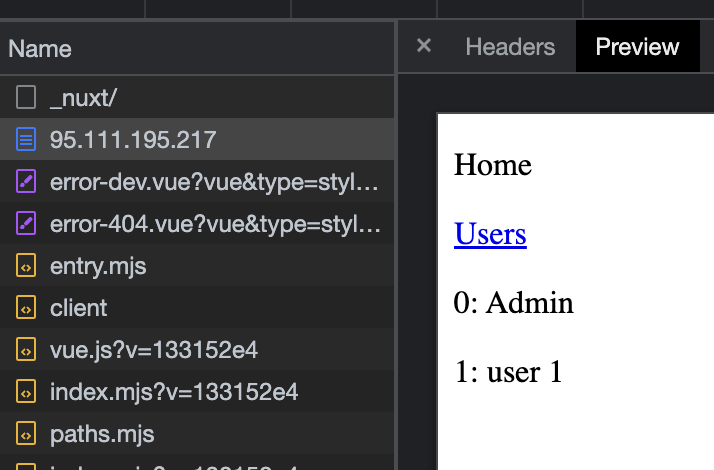 Name
_nuxt/
95.111.195.217
error-dev.vue?vue&type=styl...
error-404.vue?vue&type=styl...
entry.mjs
client
vue.js?v=133152e4
index.mjs?v=133152e4
paths.mjs
× Headers Preview
Home
Users
0: Admin
1: user 1